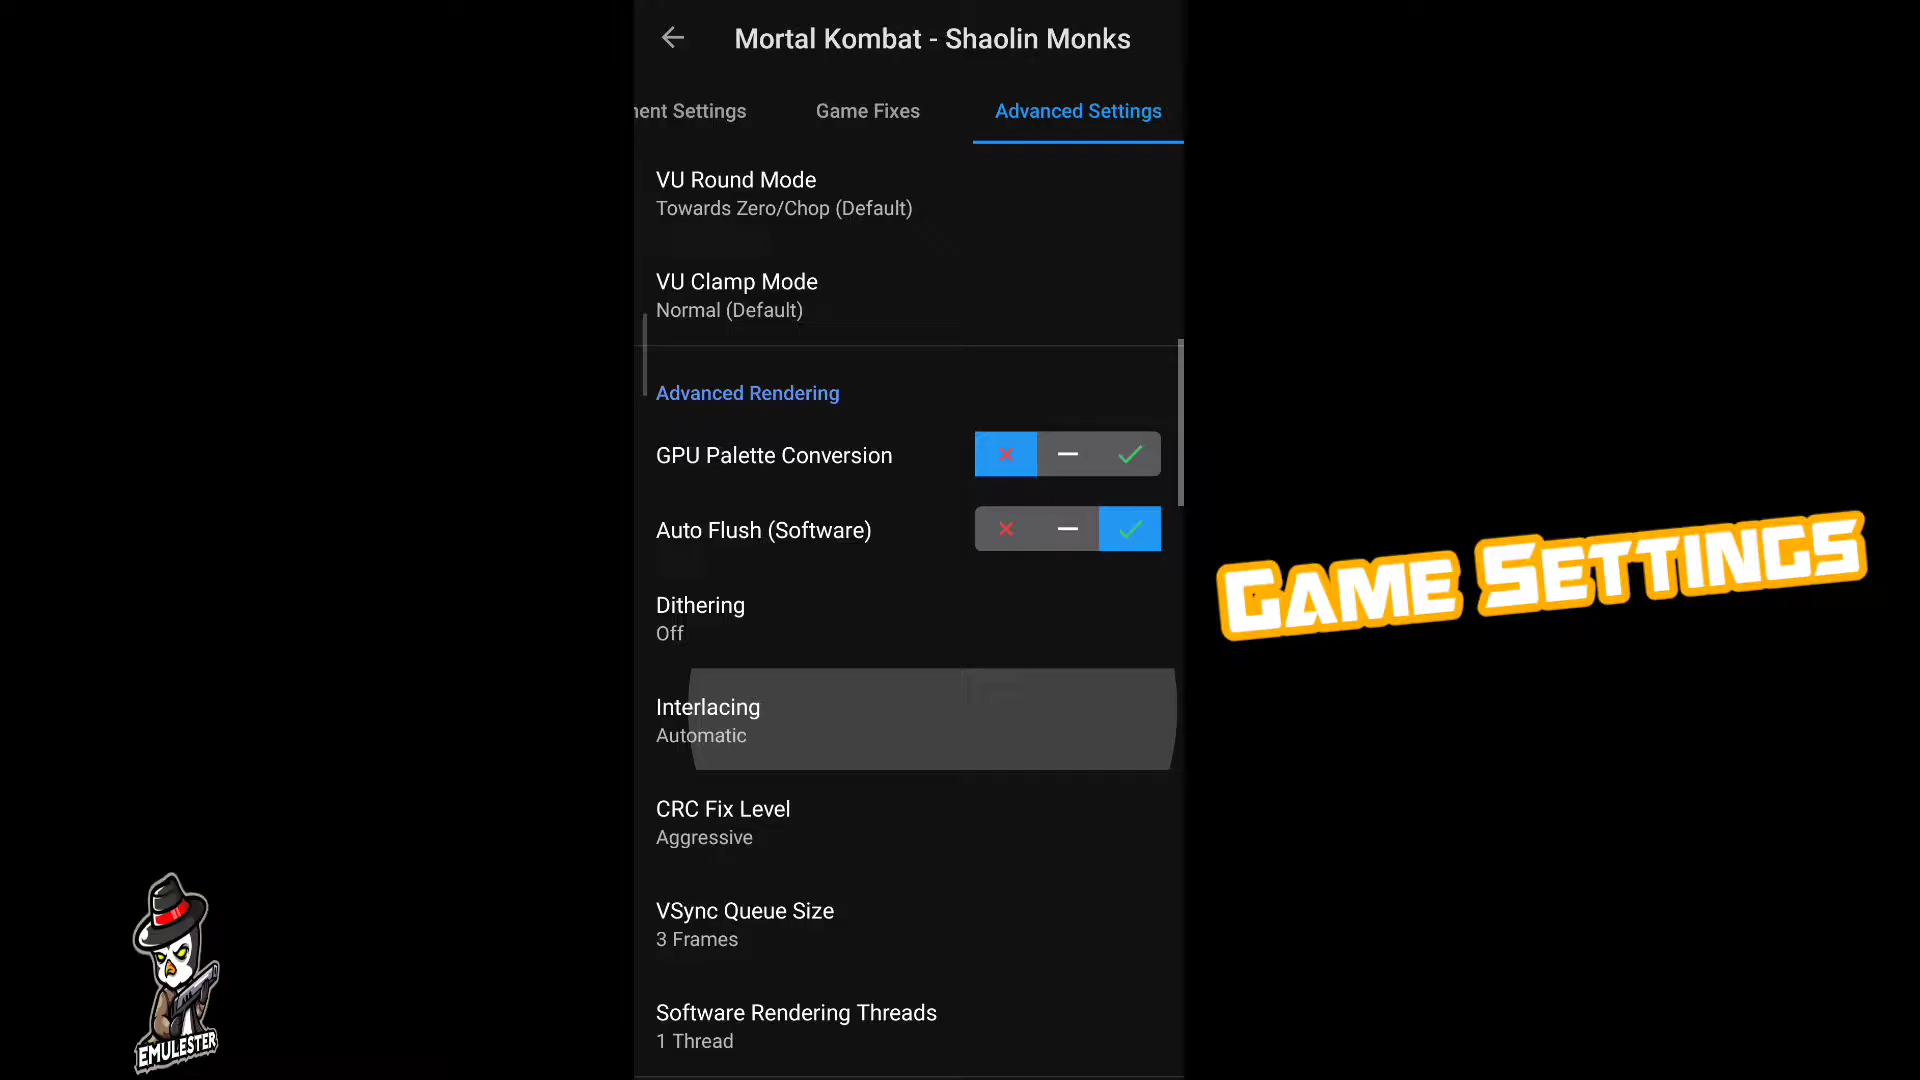 Mortal Kombat - Shaolin Monks
nent Settings
Game Fixes
Advanced Settings
VU Round Mode
Towards Zero/Chop (Default)
VU Clamp Mode
Normal (Default)
Advanced Rendering
GPU Palette Conversion
Auto Flush (Software)
Dithering
Off
Interlacing
Automatic
CRC Fix Level
Aggressive
VSync Queue Size
3 Frames
Software Rendering Threads
1 Thread
GAME SETTINGS
EMULESTER